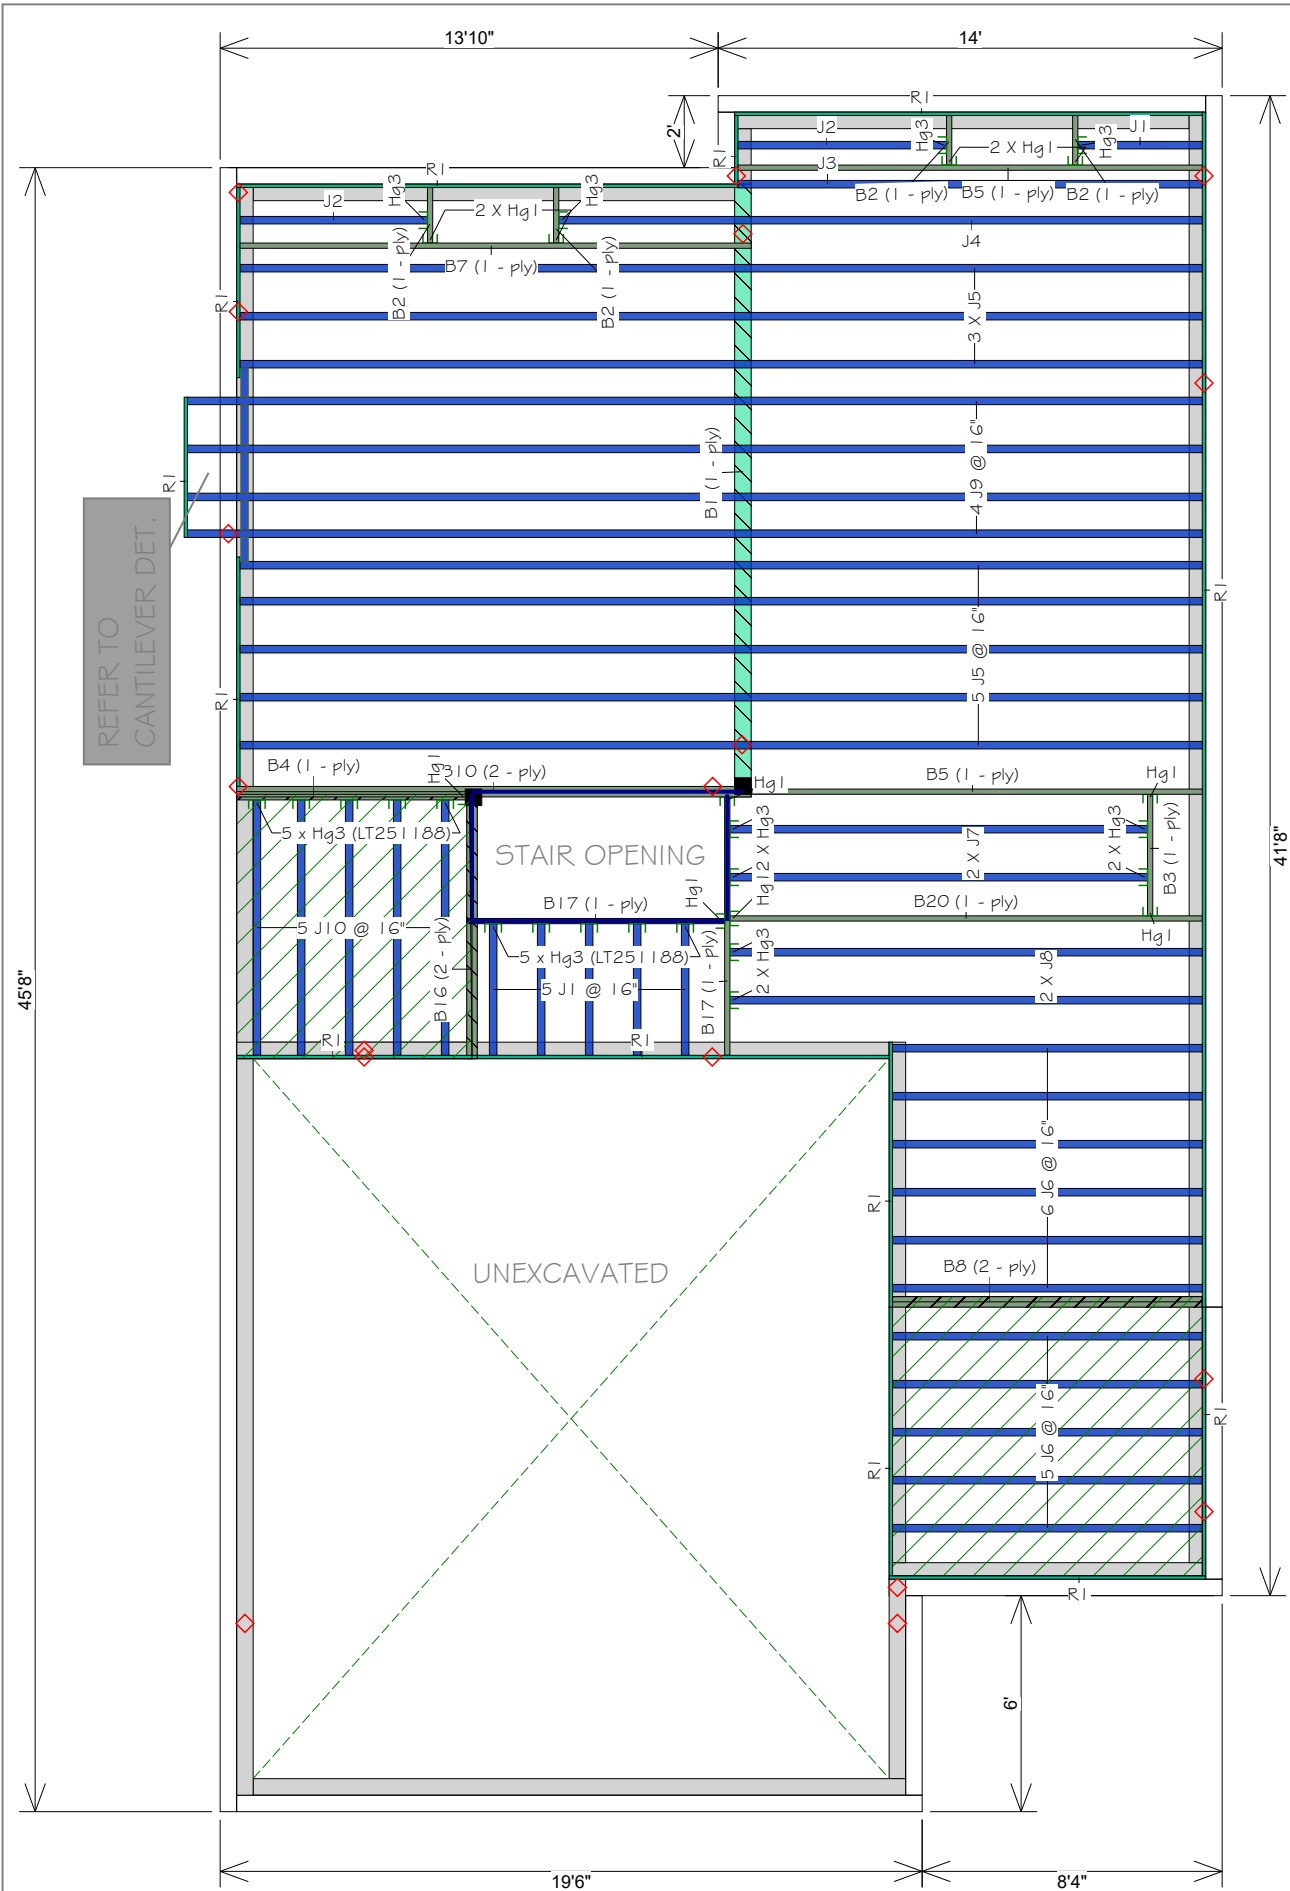 13'10"
14'
R1
2'
J2
Hg3
J1
Hg3
2 X Hg1
R1
J3
R1
B2 (1 - ply)
B5 (1 - ply)
B2 (1 - ply)
J2
Hg3
Hg3
2 X Hg1
J4
B7 (1 - ply)
B2 (1 - ply)
B2 (1 - ply)
R1
3 X J5
4 J9 @ 16"
B1 (1 - ply)
R1
REFER TO
CANTILEVER DET.
R1
5 J5 @ 16"
R1
B4 (1 - ply)
Hg1
310 (2 - ply)
Hg1
B5 (1 - ply)
Hg1
5 x Hg3 (LT251188)
STAIR OPENING
2 X Hg3
2 X J7
2 X Hg3
B3 (1 - ply)
41'8"
B17 (1 - ply)
Hg1
Hg1
B20 (1 - ply)
Hg1
5 J10 @ 16"
B16 (2 - ply)
5 x Hg3 (LT251188)
5 J1 @ 16"
B17 (1 - ply)
2 X Hg3
2 X J8
45'8"
R1
R1
6 J6 @ 16"
R1
UNEXCAVATED
B8 (2 - ply)
5 J6 @ 16"
R1
R1
R1
6'
19'6"
8'4"